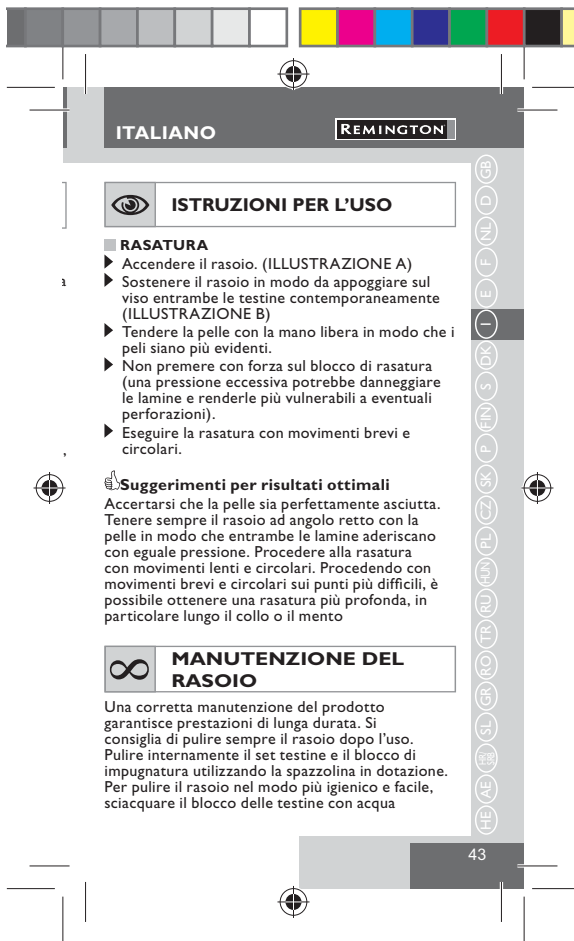 ITALIANO
REMINGTON
ISTRUZIONI PER L'USO
RASATURA
Accendere il rasoio. (ILLUSTRAZIONE A)
Sostenere il rasoio in modo da appoggiare sul
viso entrambe le testine contemporaneamente
(ILLUSTRAZIONE B)
Tendere la pelle con la mano libera in modo che i
peli siano più evidenti.
Non premere con forza sul blocco di rasatura
(una pressione eccessiva potrebbe danneggiare
le lamine e renderle più vulnerabili a eventuali
perforazioni).
Eseguire la rasatura con movimenti brevi e
circolari.
Suggerimenti per risultati ottimali
Accertarsi che la pelle sia perfettamente asciutta.
Tenere sempre il rasoio ad angolo retto con la
pelle in modo che entrambe le lamine aderiscano
con eguale pressione. Procedere alla rasatura
con movimenti lenti e circolari. Procedendo con
movimenti brevi e circolari sui punti più difficili, è
possibile ottenere una rasatura più profonda, in
particolare lungo il collo o il mento
MANUTENZIONE DEL
RASOIO
Una corretta manutenzione del prodotto
garantisce prestazioni di lunga durata. Si
consiglia di pulire sempre il rasoio dopo l'uso.
Pulire internamente il set testine e il blocco di
impugnatura utilizzando la spazzolina in dotazione.
Per pulire il rasoio nel modo più igienico e facile,
sciacquare il blocco delle testine con acqua
GB
D
NL
F
E
I
DK
S
FIN
P
SK
CZ
PL
HUN
RU
TR
RO
GR
SL
AE
HE
43